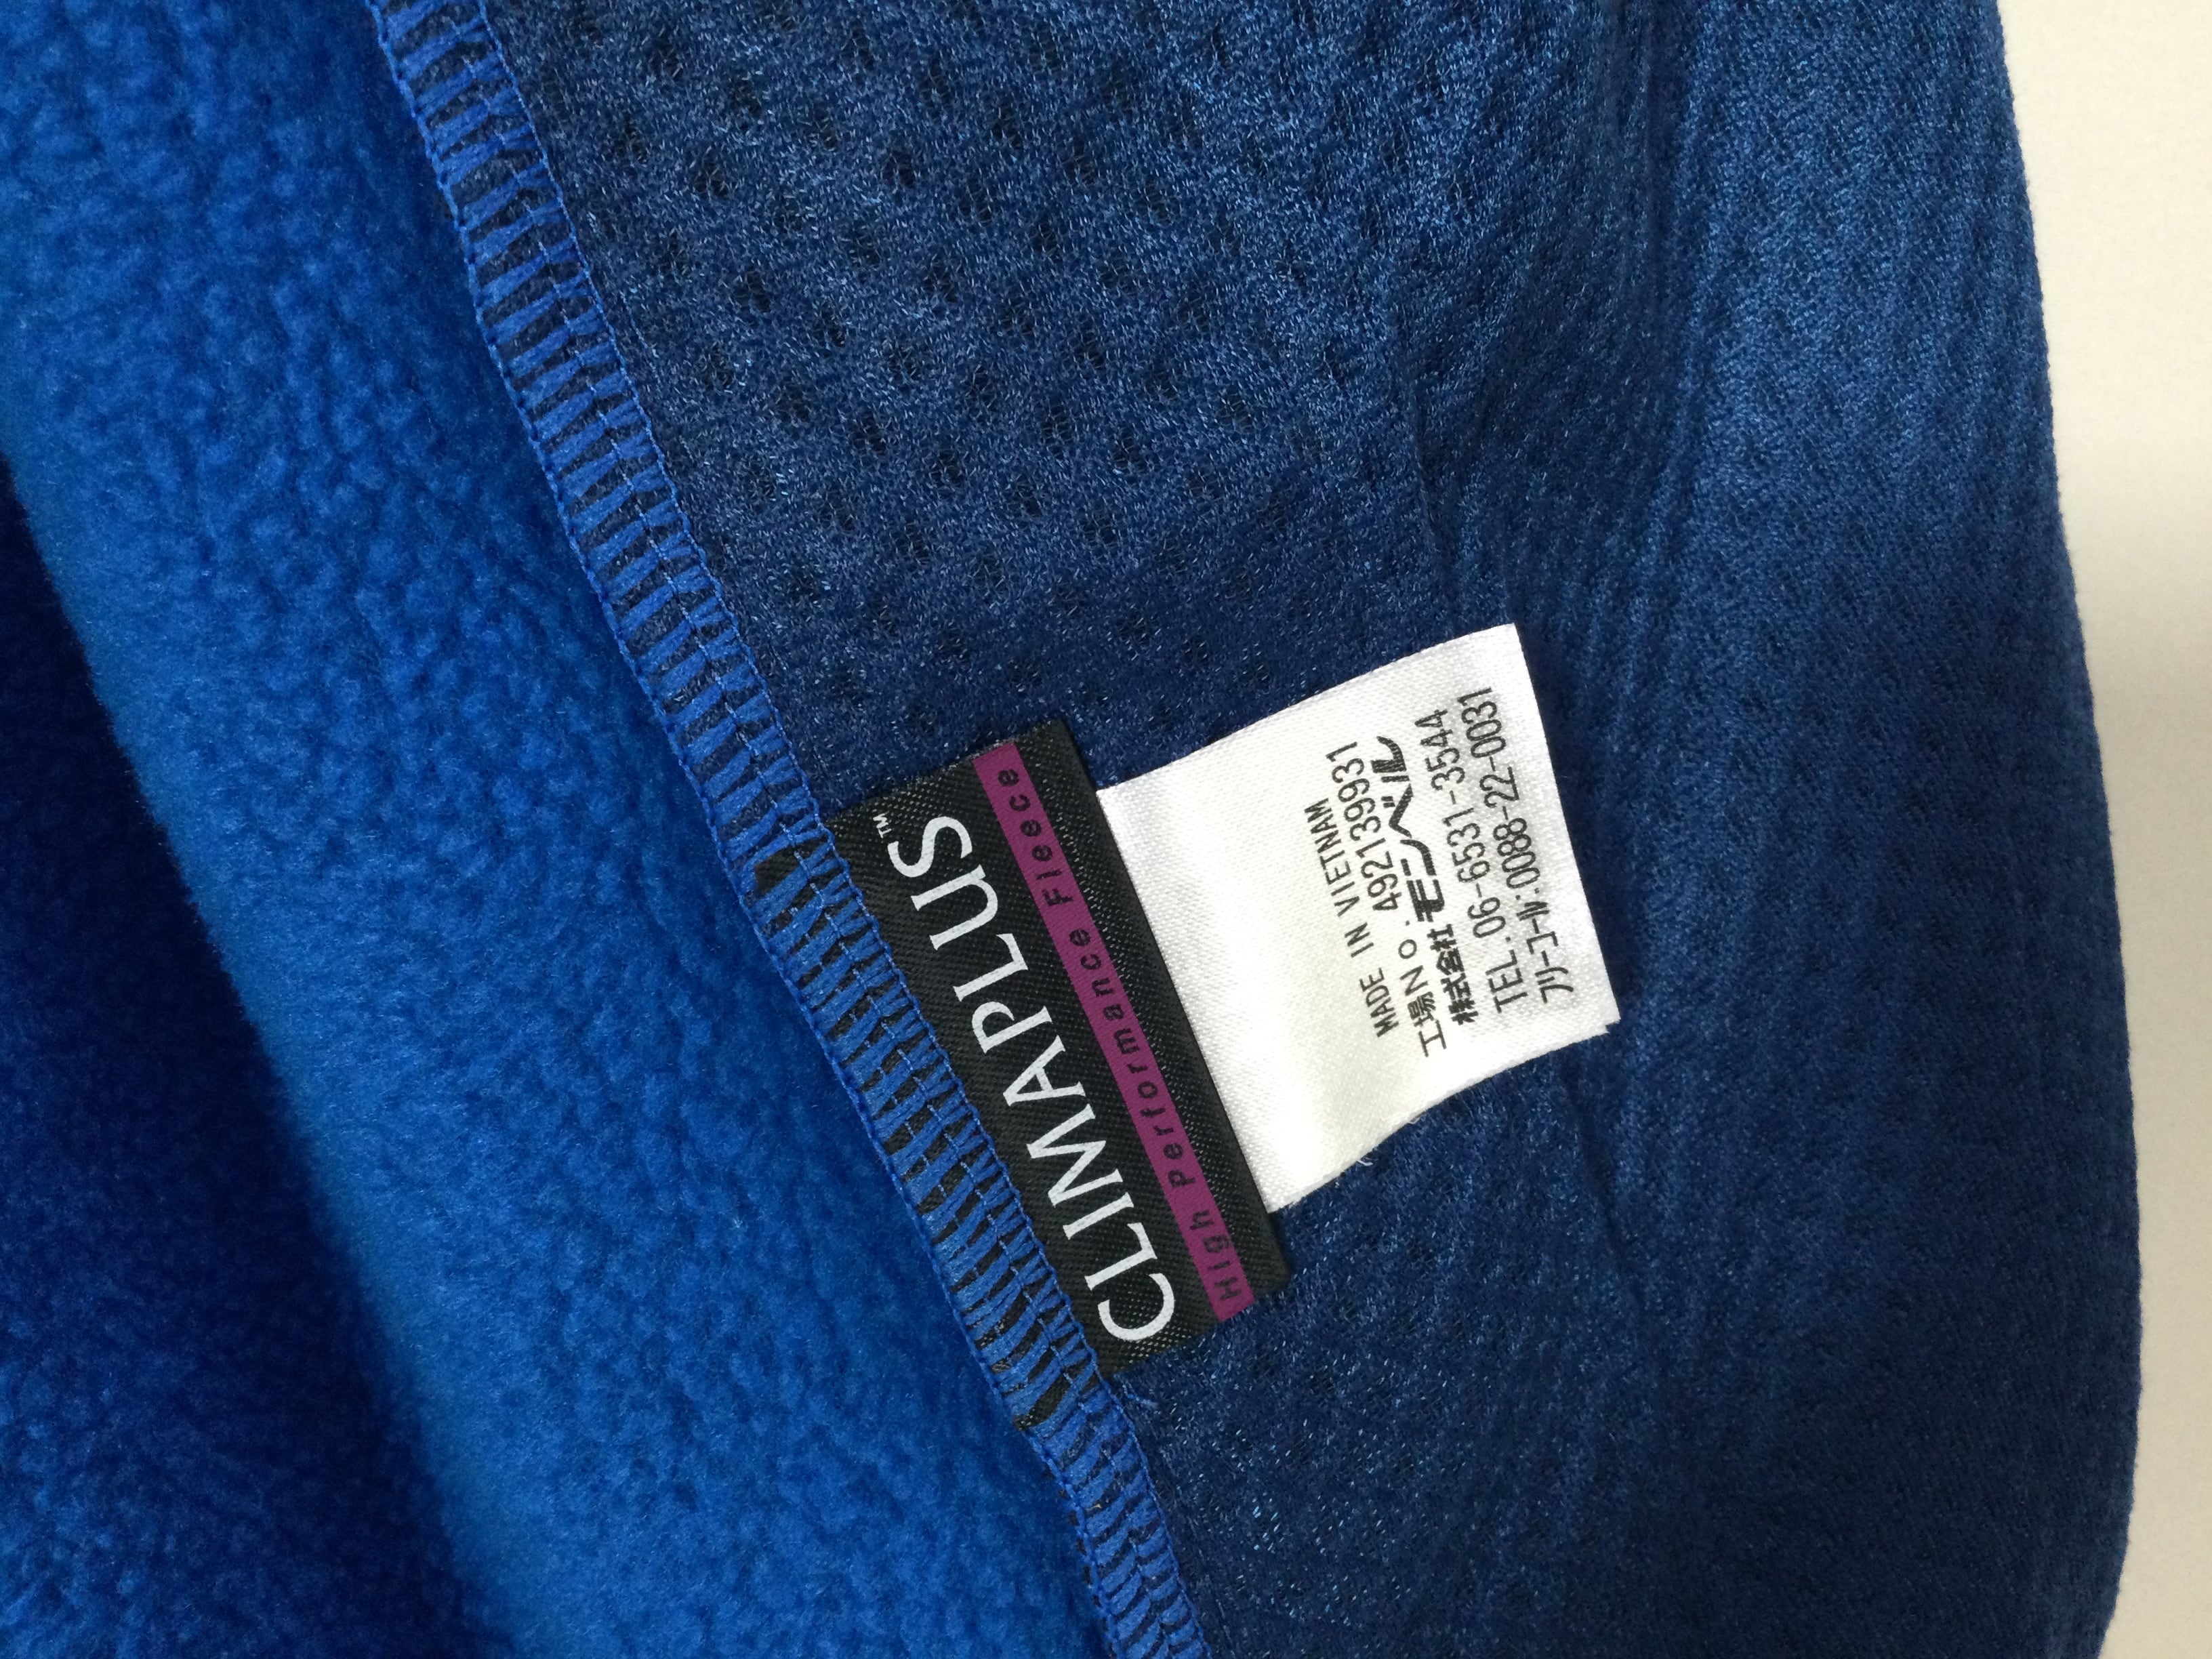 CLIMAPLUS™
High Performance Fleece
MADE IN VIETNAM
工場NO. 4921399931
株式会社 モンベル
TEL. 06-6531-3544
フリーコール:0088-22-0031